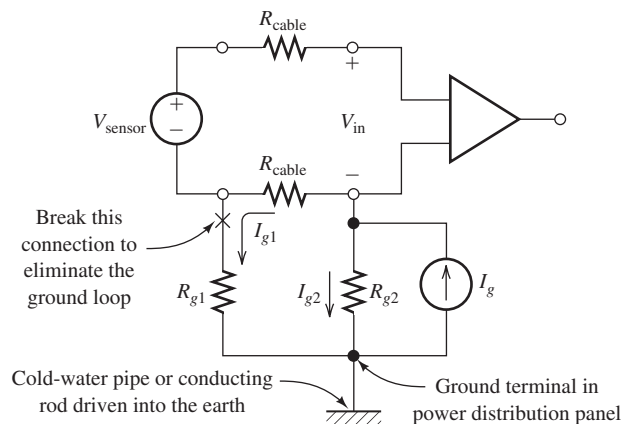 R_cable
+
V_in
−
+
−
V_sensor
R_cable
Break this
connection to
eliminate the
ground loop
I_g1
R_g1
I_g2
R_g2
I_g
Cold-water pipe or conducting
rod driven into the earth
Ground terminal in
power distribution panel